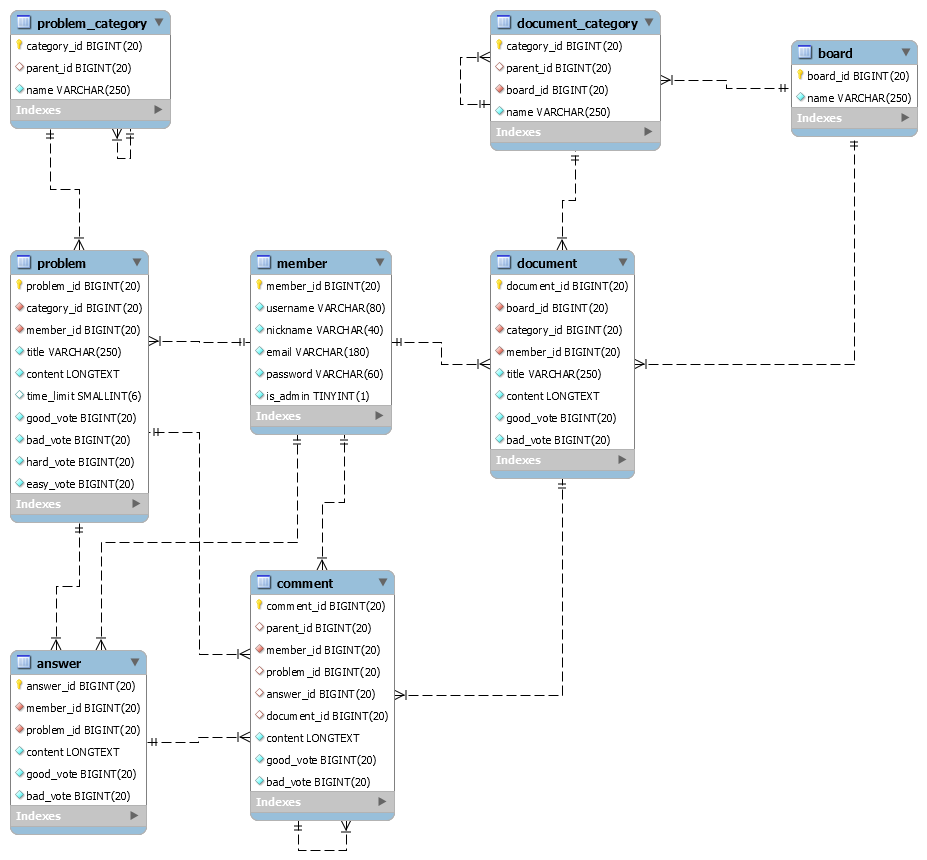 problem_category
category_id BIGINT(20)
parent_id BIGINT(20)
name VARCHAR(250)
Indexes
document_category
category_id BIGINT(20)
parent_id BIGINT(20)
board_id BIGINT(20)
name VARCHAR(250)
Indexes
board
board_id BIGINT(20)
name VARCHAR(250)
Indexes
problem
problem_id BIGINT(20)
category_id BIGINT(20)
member_id BIGINT(20)
title VARCHAR(250)
content LONGTEXT
time_limit SMALLINT(6)
good_vote BIGINT(20)
bad_vote BIGINT(20)
hard_vote BIGINT(20)
easy_vote BIGINT(20)
Indexes
member
member_id BIGINT(20)
username VARCHAR(80)
nickname VARCHAR(40)
email VARCHAR(180)
password VARCHAR(60)
is_admin TINYINT(1)
Indexes
document
document_id BIGINT(20)
board_id BIGINT(20)
category_id BIGINT(20)
member_id BIGINT(20)
title VARCHAR(250)
content LONGTEXT
good_vote BIGINT(20)
bad_vote BIGINT(20)
Indexes
answer
answer_id BIGINT(20)
member_id BIGINT(20)
problem_id BIGINT(20)
content LONGTEXT
good_vote BIGINT(20)
bad_vote BIGINT(20)
Indexes
comment
comment_id BIGINT(20)
parent_id BIGINT(20)
member_id BIGINT(20)
problem_id BIGINT(20)
answer_id BIGINT(20)
document_id BIGINT(20)
content LONGTEXT
good_vote BIGINT(20)
bad_vote BIGINT(20)
Indexes